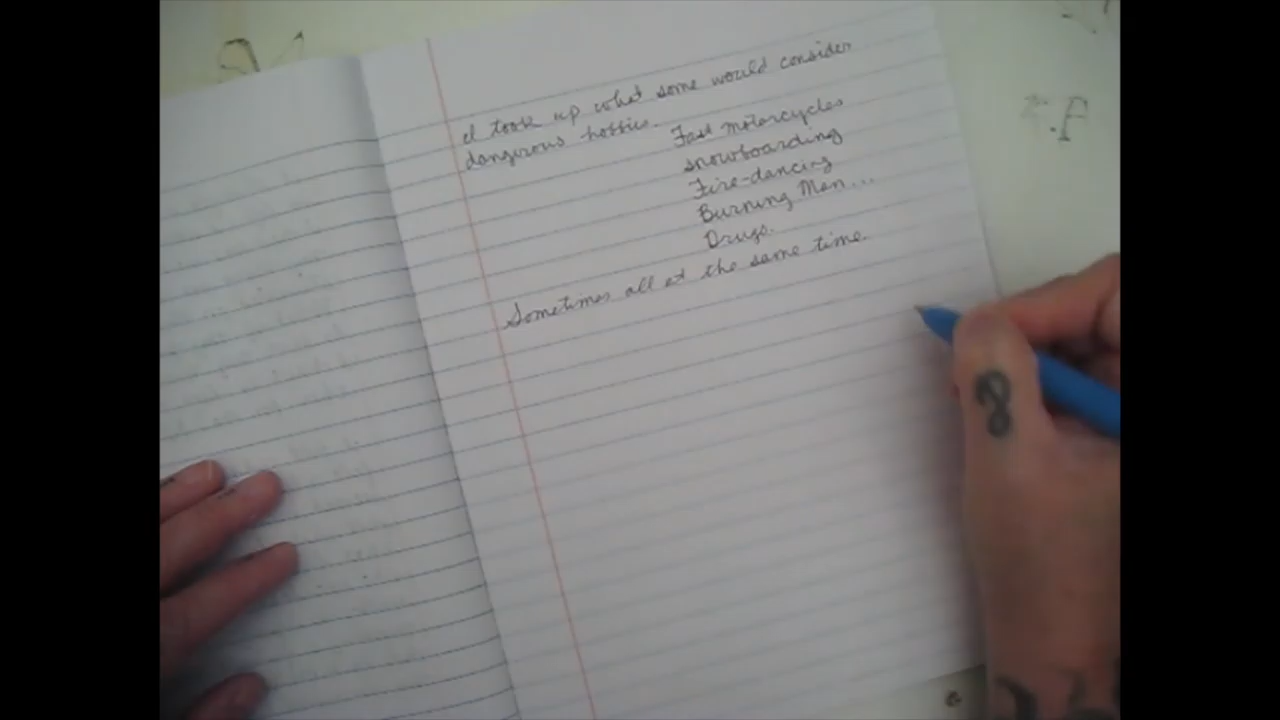 I took up what some would consider
dangerous hobbies.
Fast motorcycles
snowboarding
Fire-dancing
Burning Man...
Drugs.
Sometimes all at the same time.